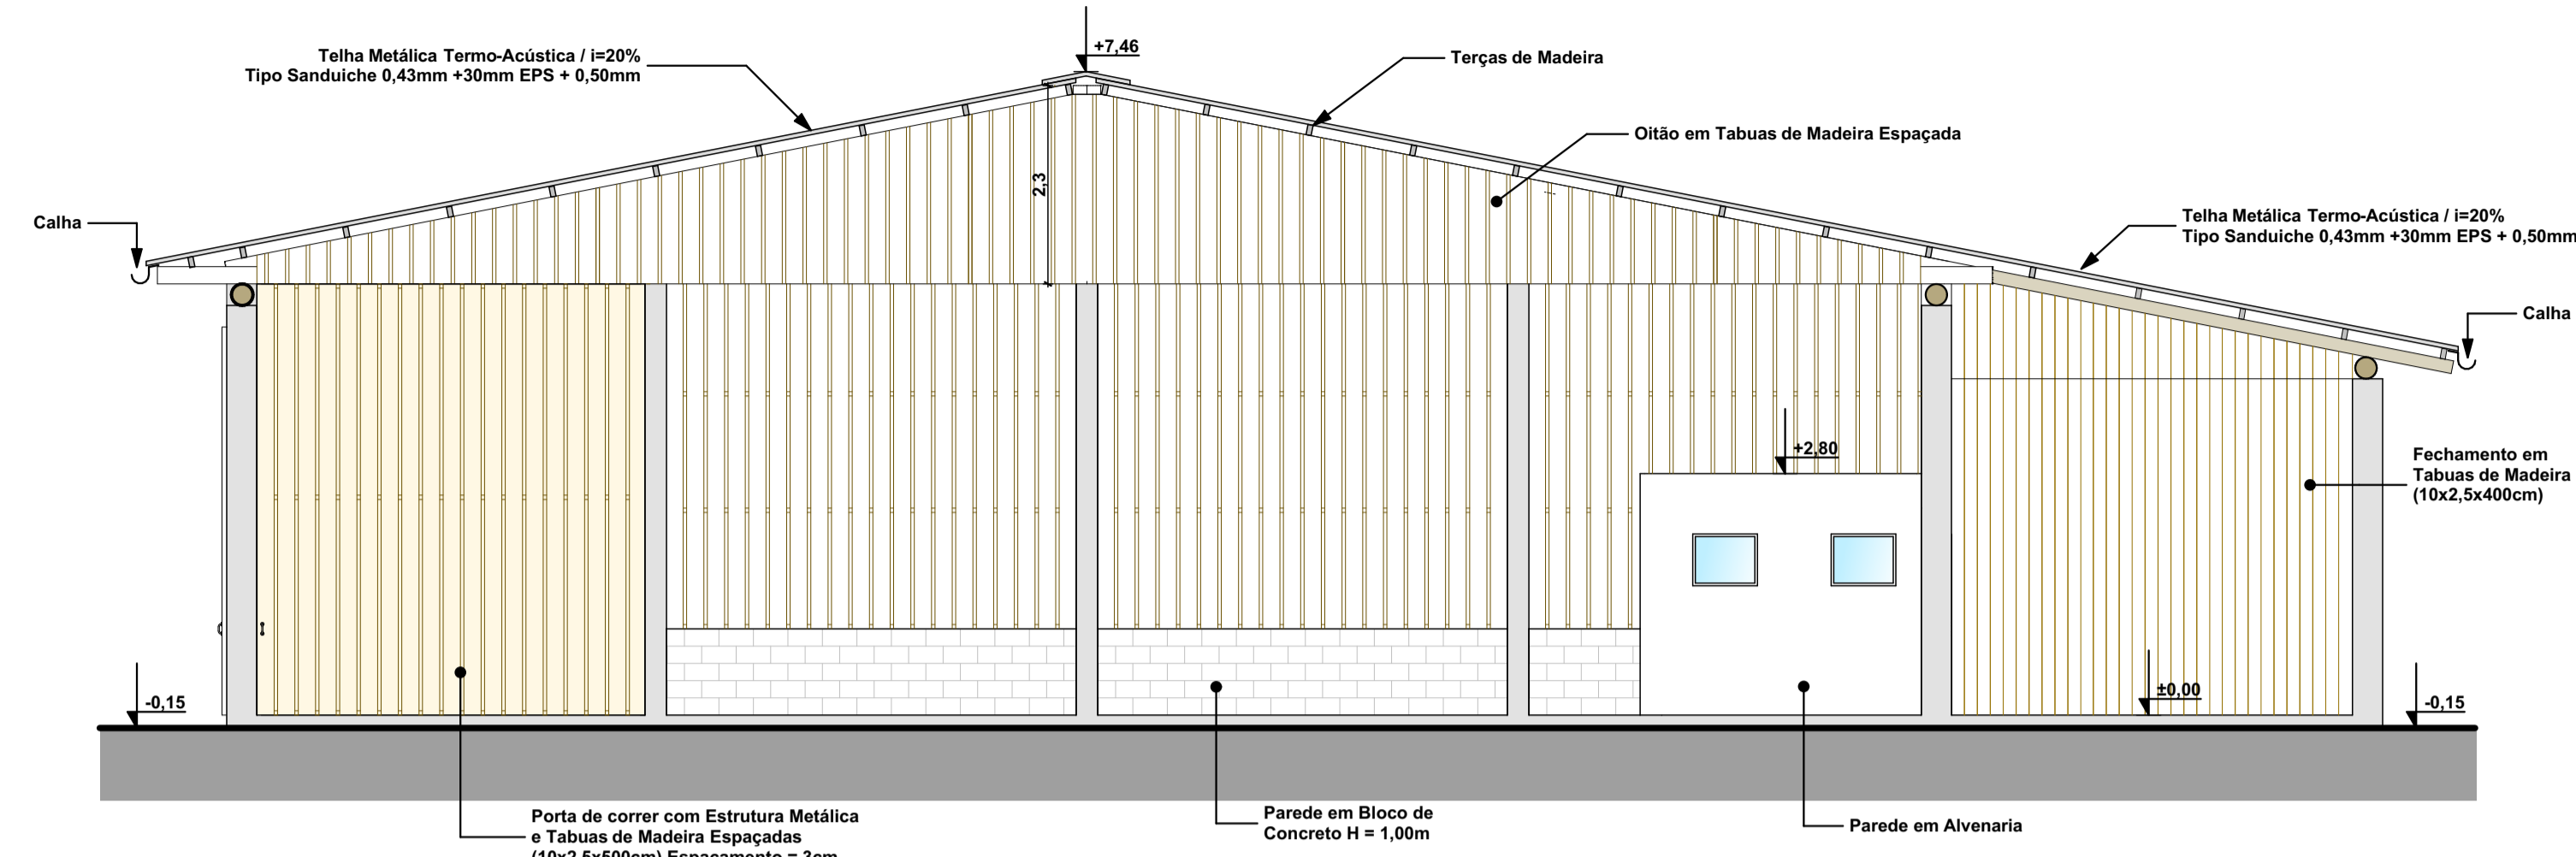 +7,46
Telha Metálica Termo-Acústica / i=20%
Tipo Sanduiche 0,43mm +30mm EPS + 0,50mm
Terças de Madeira
Oitão em Tabuas de Madeira Espaçada
2,3
Calha
Telha Metálica Termo-Acústica / i=20%
Tipo Sanduiche 0,43mm +30mm EPS + 0,50mm
Calha
+2,80
Fechamento em
Tabuas de Madeira
(10x2,5x400cm)
-0,15
±0,00
-0,15
Porta de correr com Estrutura Metálica
e Tabuas de Madeira Espaçadas
(10x2,5x500cm) Espaçamento = 3cm
Parede em Bloco de
Concreto H = 1,00m
Parede em Alvenaria